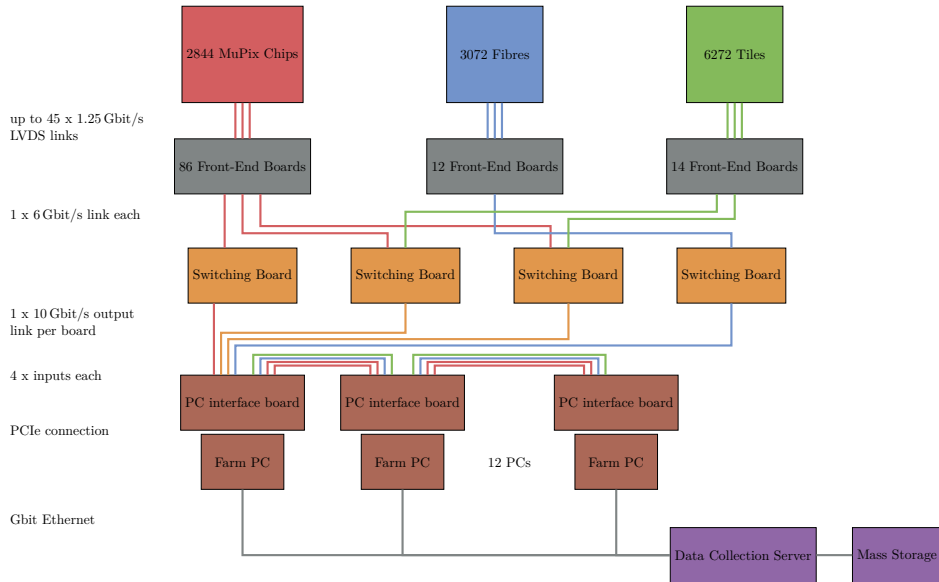 2844 MuPix Chips
3072 Fibres
6272 Tiles
up to 45 x 1.25 Gbit/s
LVDS links
86 Front-End Boards
12 Front-End Boards
14 Front-End Boards
1 x 6 Gbit/s link each
Switching Board
Switching Board
Switching Board
Switching Board
1 x 10 Gbit/s output
link per board
4 x inputs each
PC interface board
PC interface board
PC interface board
PCIe connection
Farm PC
Farm PC
12 PCs
Farm PC
Gbit Ethernet
Data Collection Server
Mass Storage